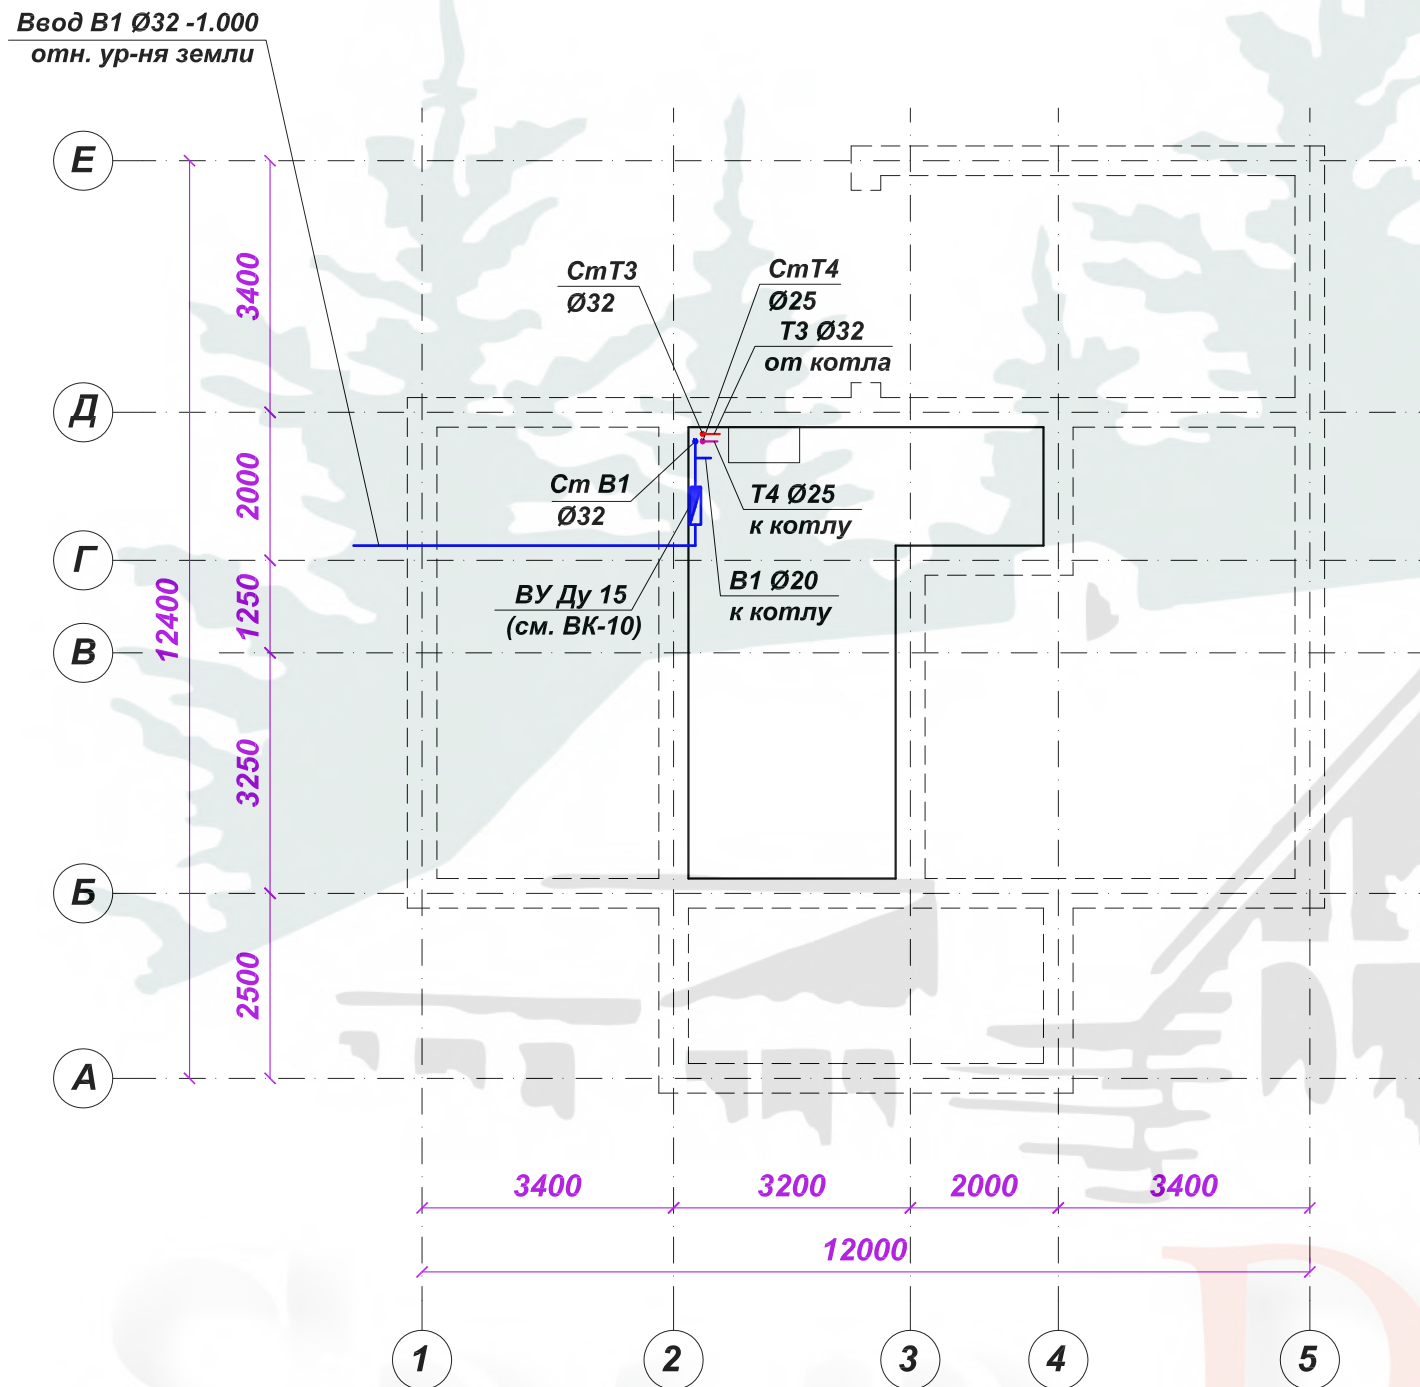 Ввод В1 Ø32 -1.000
отн. ур-ня земли
Е
Д
Г
В
Б
А
12400
3400
2000
1250
3250
2500
СтТ3
Ø32
СтТ4
Ø25
Т3 Ø32
от котла
Ст В1
Ø32
Т4 Ø25
к котлу
ВУ Ду 15
(см. ВК-10)
В1 Ø20
к котлу
3400
3200
2000
3400
12000
1
2
3
4
5